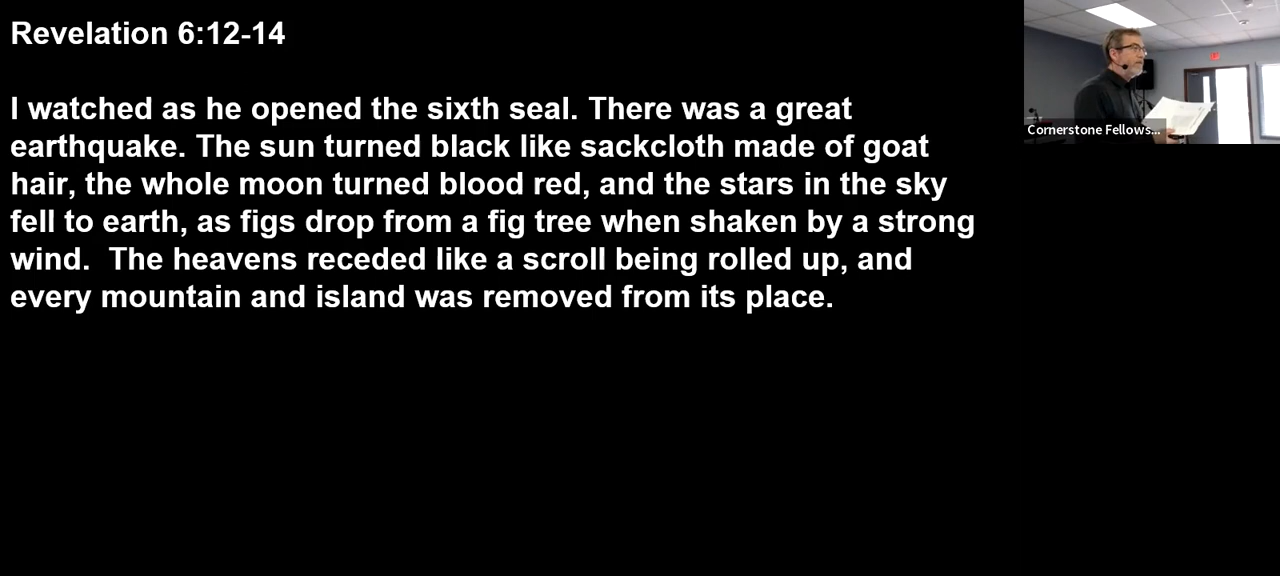 Revelation 6:12-14
I watched as he opened the sixth seal. There was a great
earthquake. The sun turned black like sackcloth made of goat
hair, the whole moon turned blood red, and the stars in the sky
fell to earth, as figs drop from a fig tree when shaken by a strong
wind.  The heavens receded like a scroll being rolled up, and
every mountain and island was removed from its place.
Cornerstone Fellows...